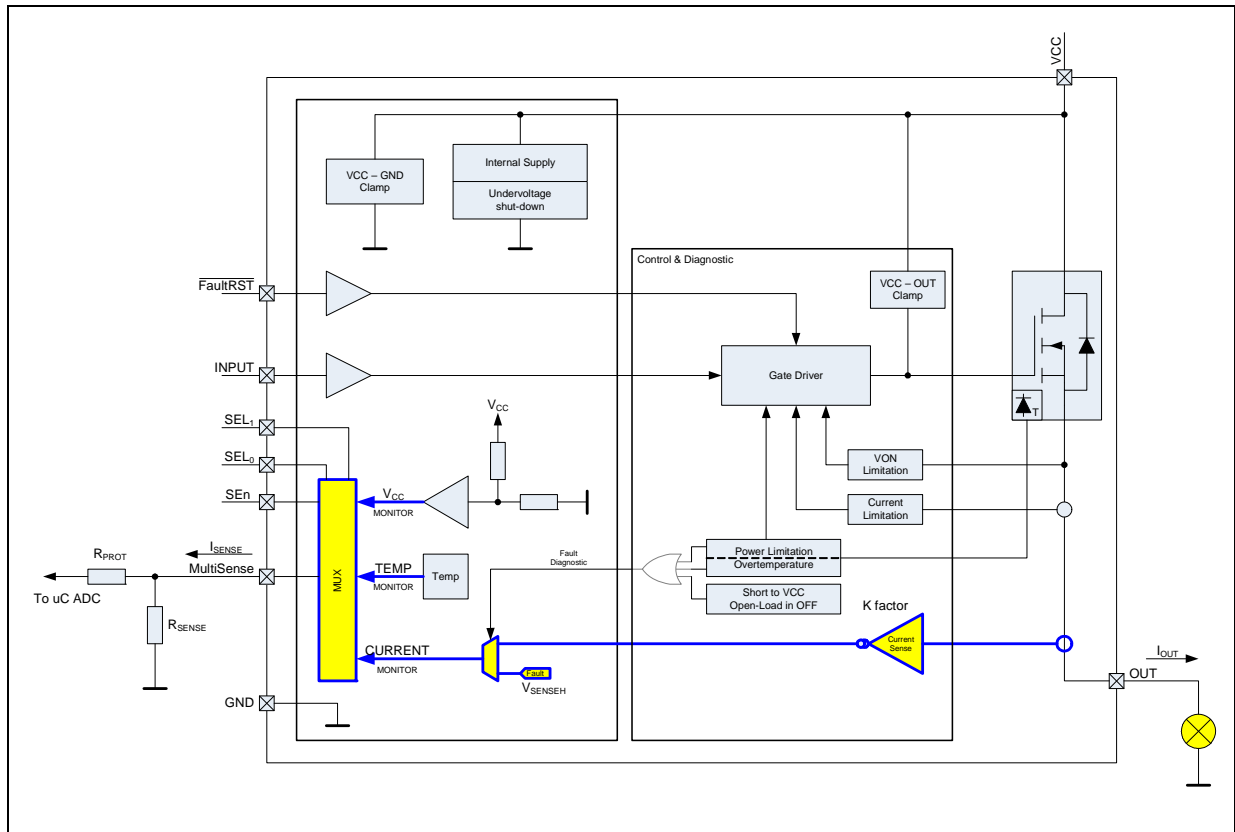 VCC
VCC – GND
Clamp
Internal Supply
Undervoltage
shut-down
Control & Diagnostic
FaultRST
VCC – OUT
Clamp
INPUT
Gate Driver
T
SEL1
VCC
SEL0
VON
Limitation
SEn
VCC
MONITOR
Current
Limitation
RPROT
ISENSE
MultiSense
MUX
TEMP
MONITOR
Temp
Fault
Diagnostic
Power Limitation
Overtemperature
To uC ADC
Short to VCC
Open-Load in OFF
K factor
RSENSE
CURRENT
MONITOR
Current
Sense
Fault
VSENSEH
IOUT
OUT
GND